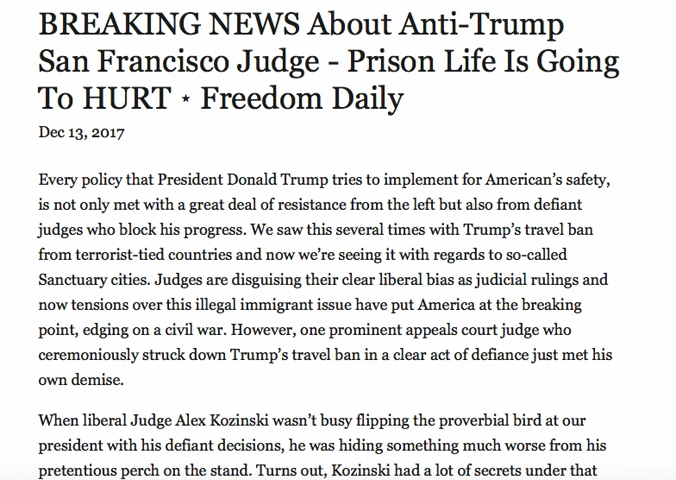 BREAKING NEWS About Anti-Trump
San Francisco Judge - Prison Life Is Going
To HURT ⋆ Freedom Daily
Dec 13, 2017
Every policy that President Donald Trump tries to implement for American’s safety,
is not only met with a great deal of resistance from the left but also from defiant
judges who block his progress. We saw this several times with Trump’s travel ban
from terrorist-tied countries and now we’re seeing it with regards to so-called
Sanctuary cities. Judges are disguising their clear liberal bias as judicial rulings and
now tensions over this illegal immigrant issue have put America at the breaking
point, edging on a civil war. However, one prominent appeals court judge who
ceremoniously struck down Trump’s travel ban in a clear act of defiance just met his
own demise.
When liberal Judge Alex Kozinski wasn’t busy flipping the proverbial bird at our
president with his defiant decisions, he was hiding something much worse from his
pretentious perch on the stand. Turns out, Kozinski had a lot of secrets under that